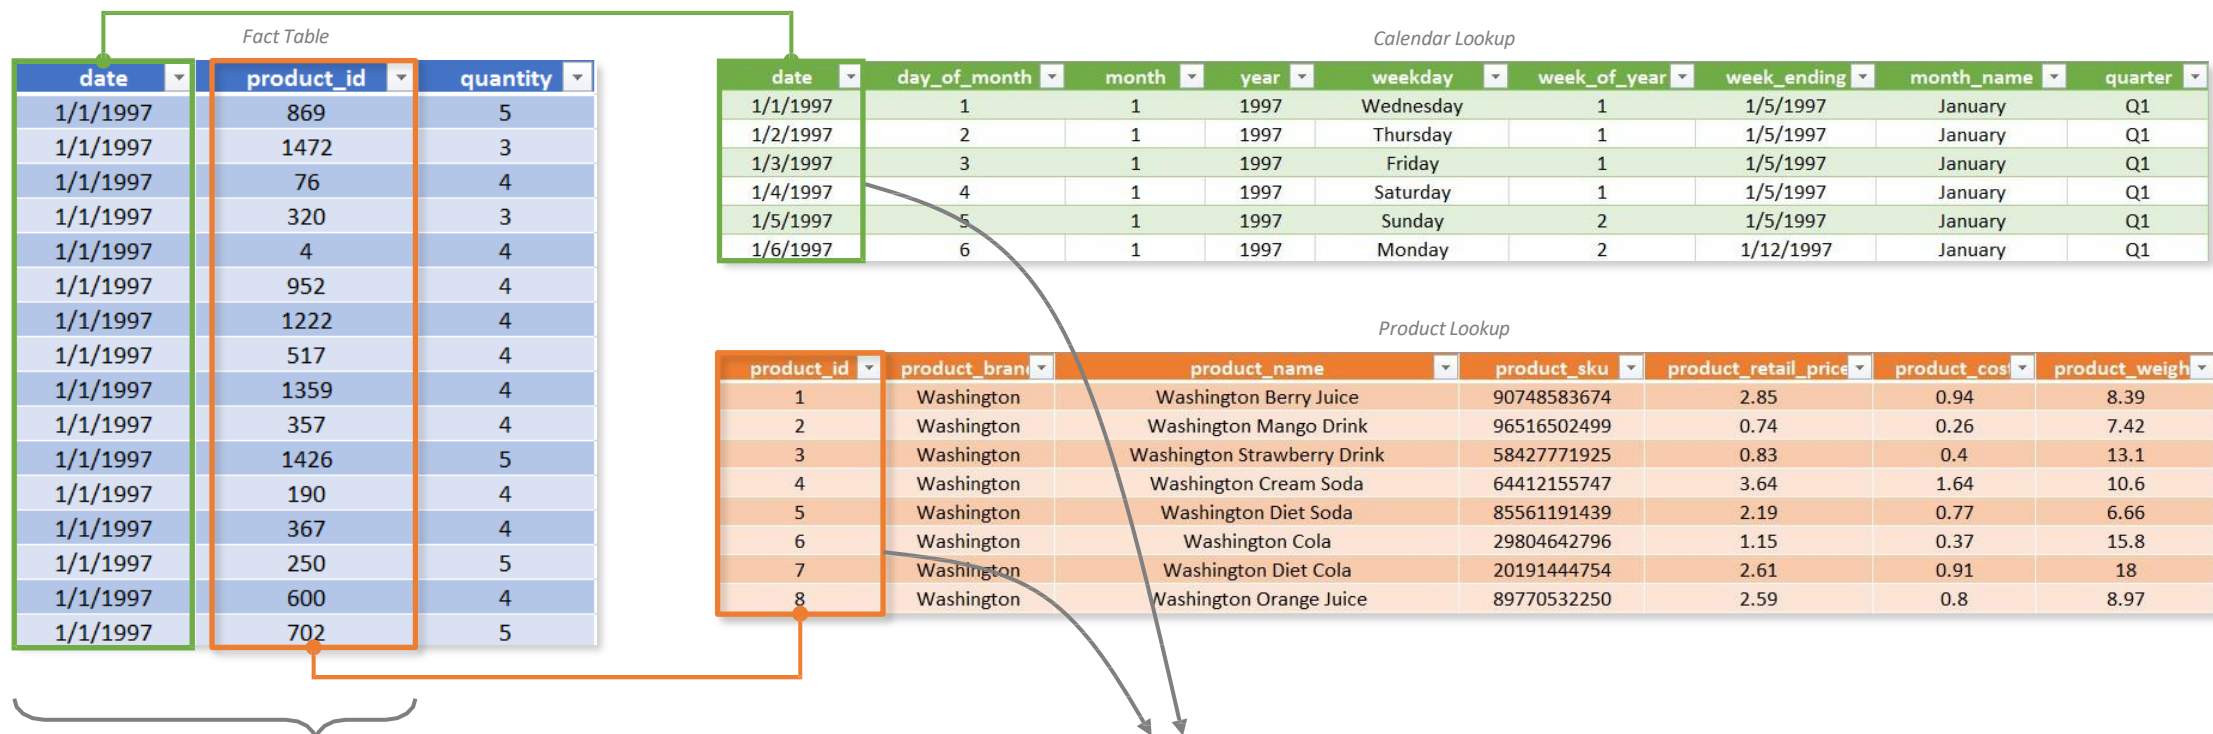 Fact Table
date product_id quantity
1/1/1997 869 5
1/1/1997 1472 3
1/1/1997 76 4
1/1/1997 320 3
1/1/1997 4 4
1/1/1997 952 4
1/1/1997 1222 4
1/1/1997 517 4
1/1/1997 1359 4
1/1/1997 357 4
1/1/1997 1426 5
1/1/1997 190 4
1/1/1997 367 4
1/1/1997 250 5
1/1/1997 600 4
1/1/1997 702 5
Calendar Lookup
date day_of_month month year weekday week_of_year week_ending month_name quarter
1/1/1997 1 1 1997 Wednesday 1 1/5/1997 January Q1
1/2/1997 2 1 1997 Thursday 1 1/5/1997 January Q1
1/3/1997 3 1 1997 Friday 1 1/5/1997 January Q1
1/4/1997 4 1 1997 Saturday 1 1/5/1997 January Q1
1/5/1997 5 1 1997 Sunday 2 1/5/1997 January Q1
1/6/1997 6 1 1997 Monday 2 1/12/1997 January Q1
Product Lookup
product_id product_bran product_name product_sku product_retail_price product_cos product_weigh
1 Washington Washington Berry Juice 90748583674 2.85 0.94 8.39
2 Washington Washington Mango Drink 96516502499 0.74 0.26 7.42
3 Washington Washington Strawberry Drink 58427771925 0.83 0.4 13.1
4 Washington Washington Cream Soda 64412155747 3.64 1.64 10.6
5 Washington Washington Diet Soda 85561191439 2.19 0.77 6.66
6 Washington Washington Cola 29804642796 1.15 0.37 15.8
7 Washington Washington Diet Cola 20191444754 2.61 0.91 18
8 Washington Washington Orange Juice 89770532250 2.59 0.8 8.97